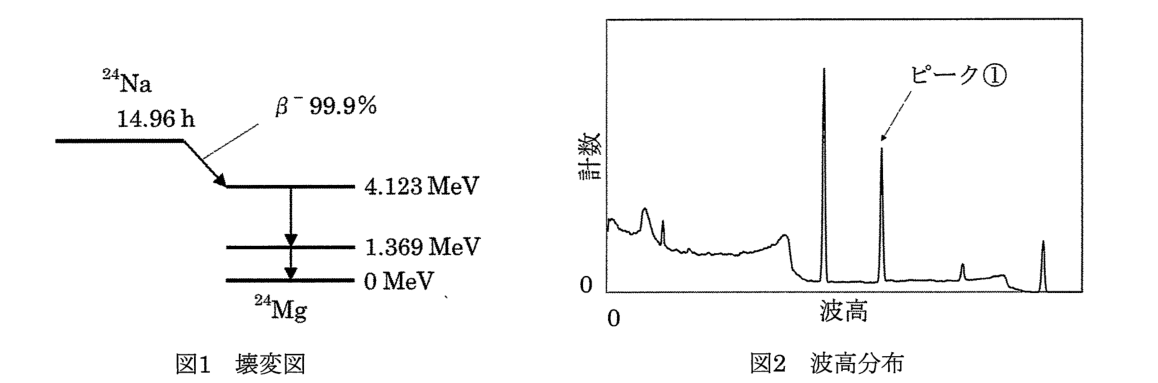 ²⁴Na
14.96 h
β⁻ 99.9%
4.123 MeV
1.369 MeV
0 MeV
²⁴Mg
図1 壊変図
ピーク①
計数
0
0
波高
図2 波高分布